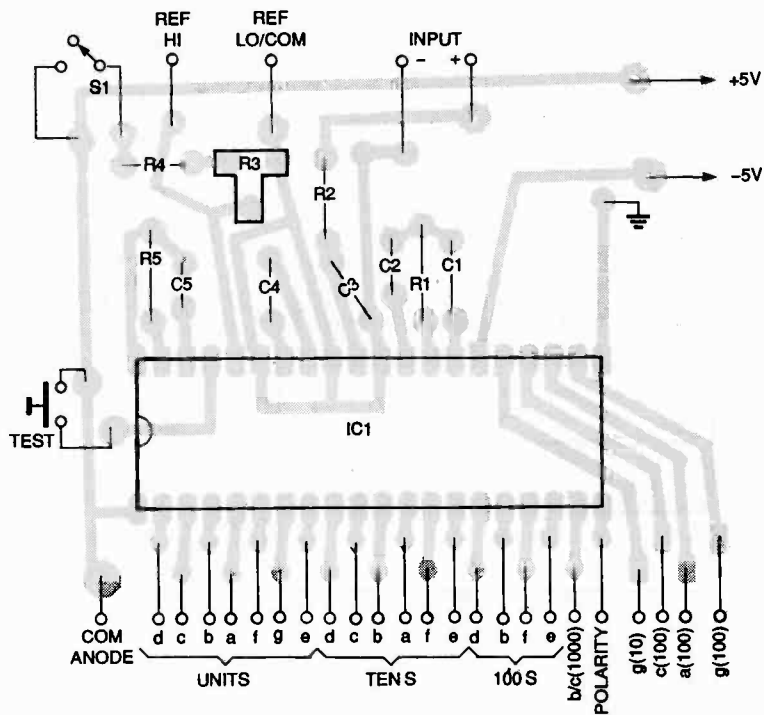 REF HI
REF LO/COM
INPUT
- +
S1
+5V
R4
R3
R2
-5V
R5
C5
C4
C3
C2
R1
C1
TEST
IC1
COM ANODE
d c b a f g e d c b a f e d b f e b/c(1000) POLARITY g(10) c(100) a(100) g(100)
UNITS
TENS
100S